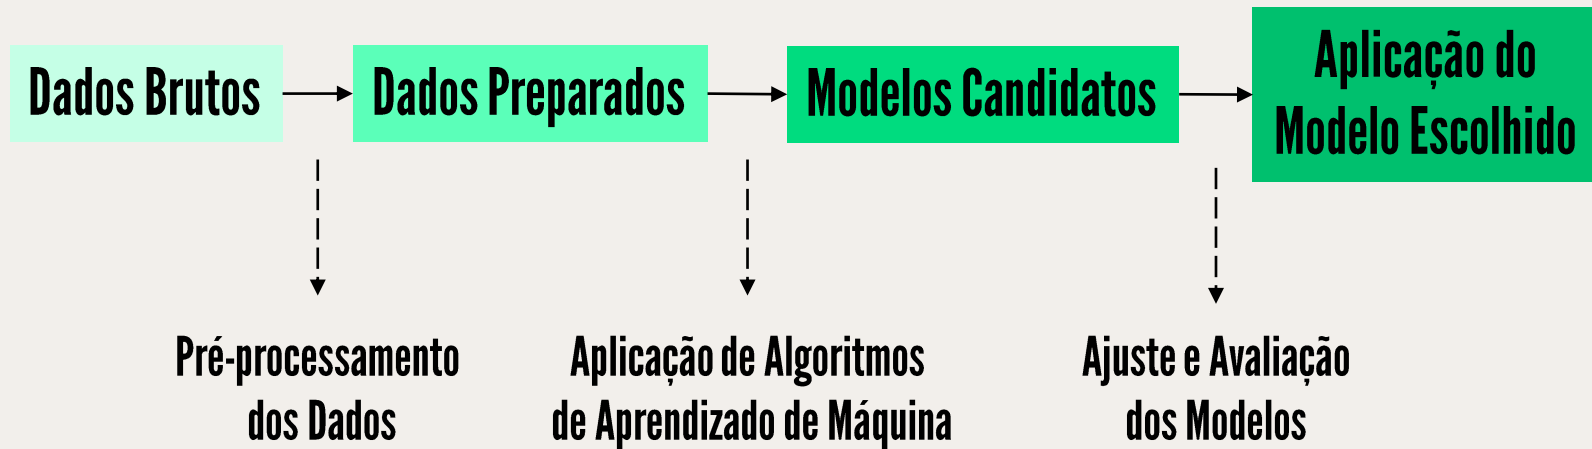 Dados Brutos
Dados Preparados
Modelos Candidatos
Aplicação do
Modelo Escolhido
Pré-processamento
dos Dados
Aplicação de Algoritmos
de Aprendizado de Máquina
Ajuste e Avaliação
dos Modelos